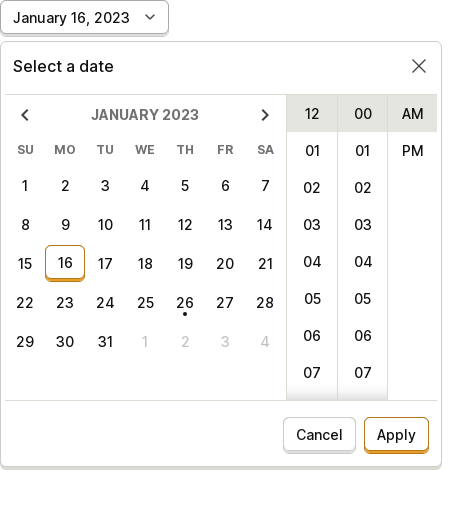 January 16, 2023
Select a date
JANUARY 2023
SU MO TU WE TH FR SA
1 2 3 4 5 6 7
8 9 10 11 12 13 14
15 16 17 18 19 20 21
22 23 24 25 26 27 28
29 30 31 1 2 3 4
12 00 AM
01 01 PM
02 02
03 03
04 04
05 05
06 06
07 07
Cancel Apply